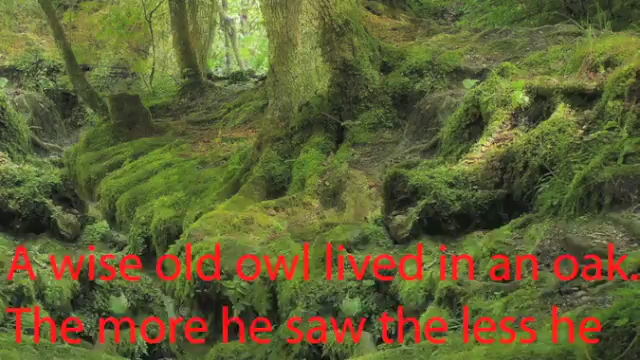 A wise old owl lived in an oak.
The more he saw the less he